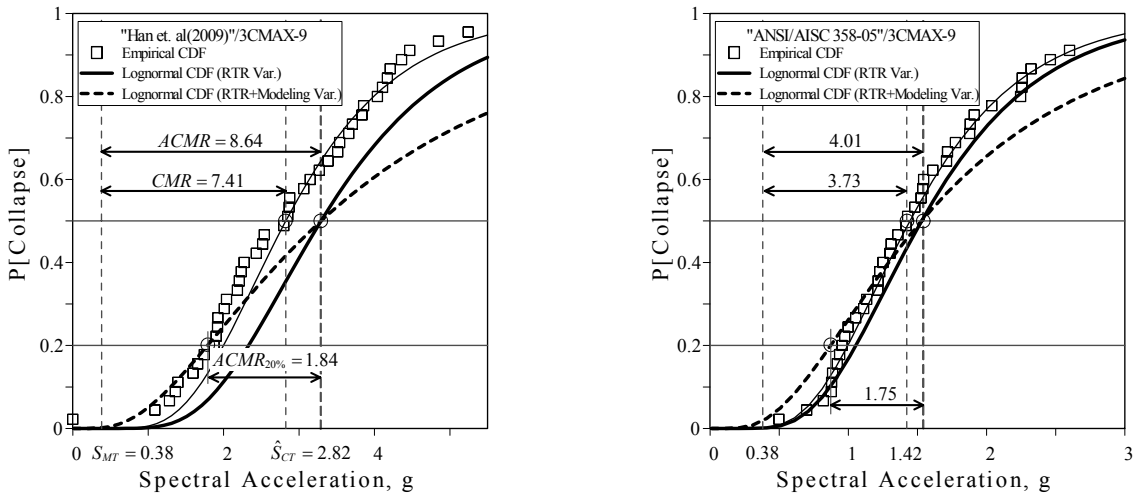 "Han et. al(2009)"/3CMAX-9
Empirical CDF
Lognormal CDF (RTR Var.)
Lognormal CDF (RTR+Modeling Var.)
ACMR = 8.64
CMR = 7.41
ACMR20% = 1.84
1
0.8
0.6
0.4
0.2
0
P[Collapse]
0 2 4
SMT = 0.38 ŜCT = 2.82
Spectral Acceleration, g
"ANSI/AISC 358-05"/3CMAX-9
Empirical CDF
Lognormal CDF (RTR Var.)
Lognormal CDF (RTR+Modeling Var.)
4.01
3.73
1.75
1
0.8
0.6
0.4
0.2
0
P[Collapse]
0 1 2 3
0.38 1.42
Spectral Acceleration, g